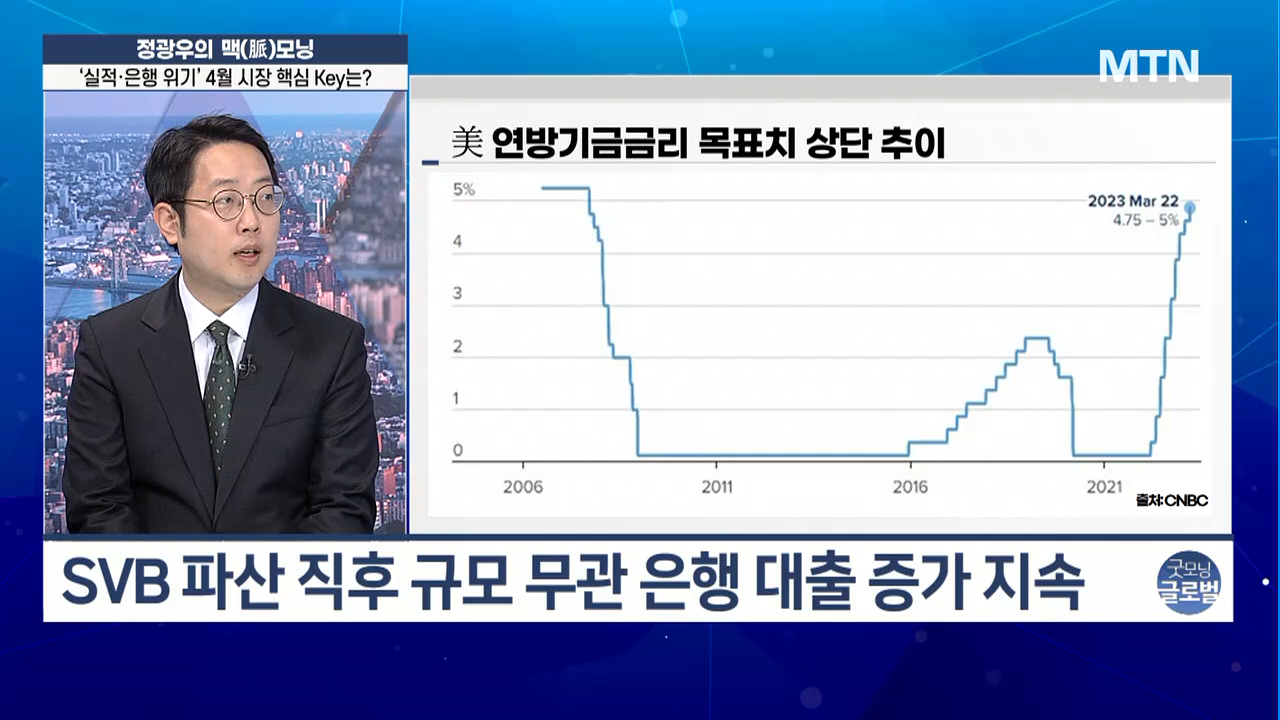 정광우의 맥(脈)모닝
‘실적·은행 위기’ 4월 시장 핵심 Key는?
MTN
美 연방기금금리 목표치 상단 추이
5%
4
3
2
1
0
2023 Mar 22
4.75 – 5%
2006
2011
2016
2021
출처:CNBC
SVB 파산 직후 규모 무관 은행 대출 증가 지속
굿모닝
글로벌